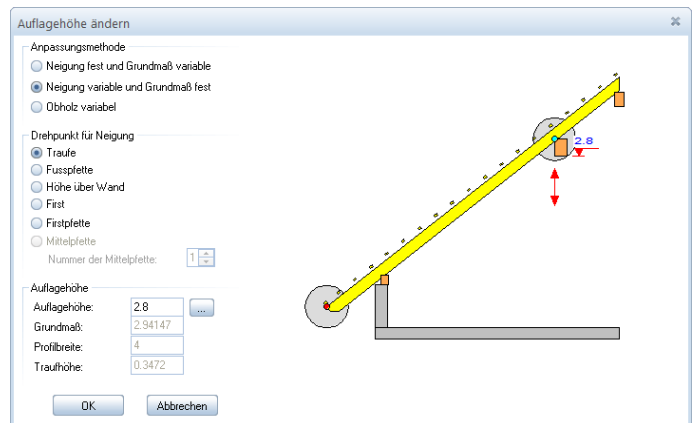 Auflagehöhe ändern
Anpassungsmethode
Neigung fest und Grundmaß variable
Neigung variable und Grundmaß fest
Obholz variabel
Drehpunkt für Neigung
Traufe
Fusspfette
Höhe über Wand
First
Firstpfette
Mittelpfette
Nummer der Mittelpfette: 1
Auflagehöhe
Auflagehöhe: 2.8 ...
Grundmaß: 2.94147
Profilbreite: 4
Traufhöhe: 0.3472
OK Abbrechen
2.8